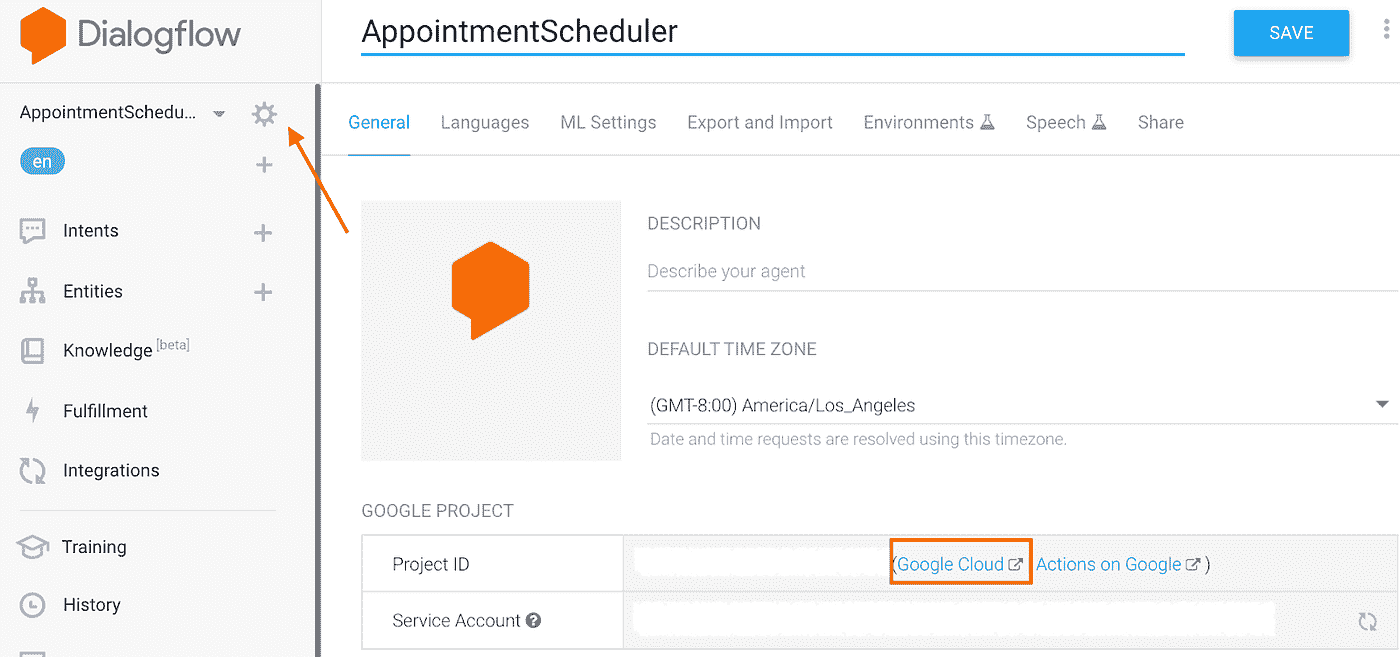 Dialogflow
AppointmentScheduler
SAVE
AppointmentSchedu...
en
Intents
Entities
Knowledge [beta]
Fulfillment
Integrations
Training
History
General Languages ML Settings Export and Import Environments Speech Share
DESCRIPTION
Describe your agent
DEFAULT TIME ZONE
(GMT-8:00) America/Los_Angeles
Date and time requests are resolved using this timezone.
GOOGLE PROJECT
Project ID (Google Cloud Actions on Google )
Service Account ?